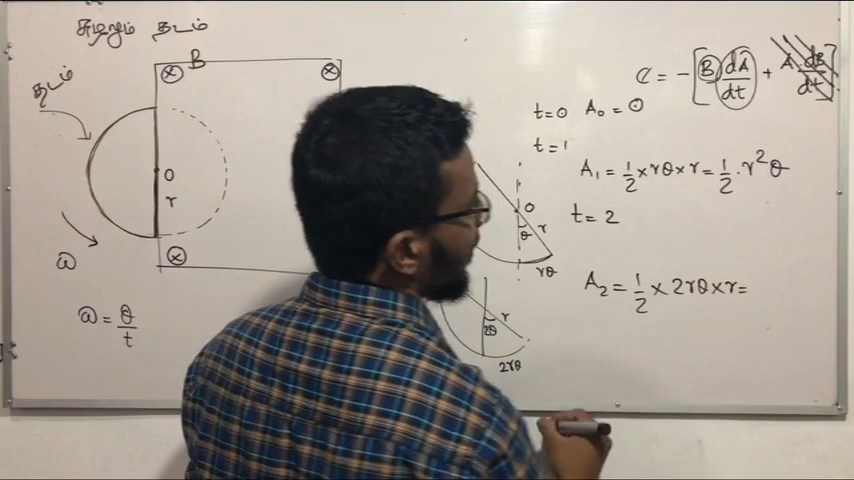 சுழலும் தடம்
தடம்
B
⊗ ⊗
O
r
⊗
ω
ω = θ/t
e = -[B dA/dt + A dB/dt]
t=0 A₀ = 0
t = 1
A₁ = 1/2 × rθ × r = 1/2 · r²θ
t = 2
A₂ = 1/2 × 2rθ × r =
O
θ r
rθ
2θ r
2rθ